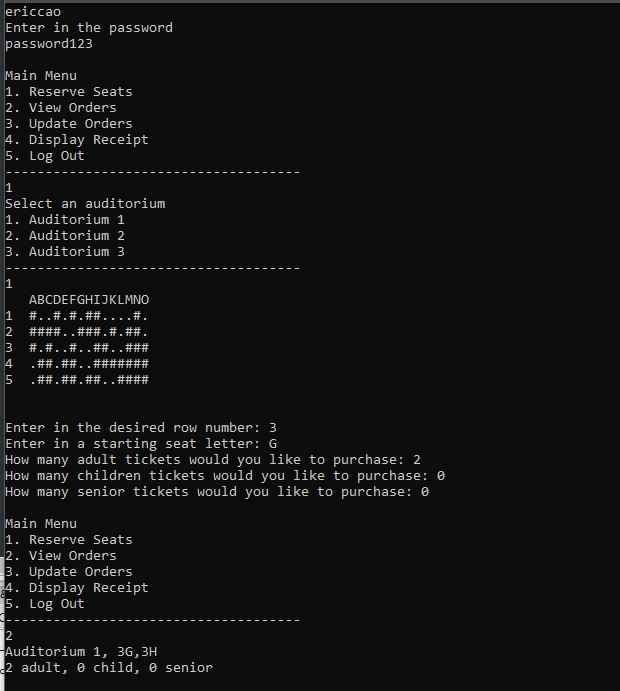 ericcao
Enter in the password
password123
Main Menu
1. Reserve Seats
2. View Orders
3. Update Orders
4. Display Receipt
5. Log Out
-------------------------------------
1
Select an auditorium
1. Auditorium 1
2. Auditorium 2
3. Auditorium 3
-------------------------------------
1
   ABCDEFGHIJKLMNO
1  #..#.#.##....#.
2  ####..###.#.##.
3  #.#..#..##..###
4  .##.##..#######
5  .##.##.##..####
Enter in the desired row number: 3
Enter in a starting seat letter: G
How many adult tickets would you like to purchase: 2
How many children tickets would you like to purchase: 0
How many senior tickets would you like to purchase: 0
Main Menu
1. Reserve Seats
2. View Orders
3. Update Orders
4. Display Receipt
5. Log Out
-------------------------------------
2
Auditorium 1, 3G,3H
2 adult, 0 child, 0 senior